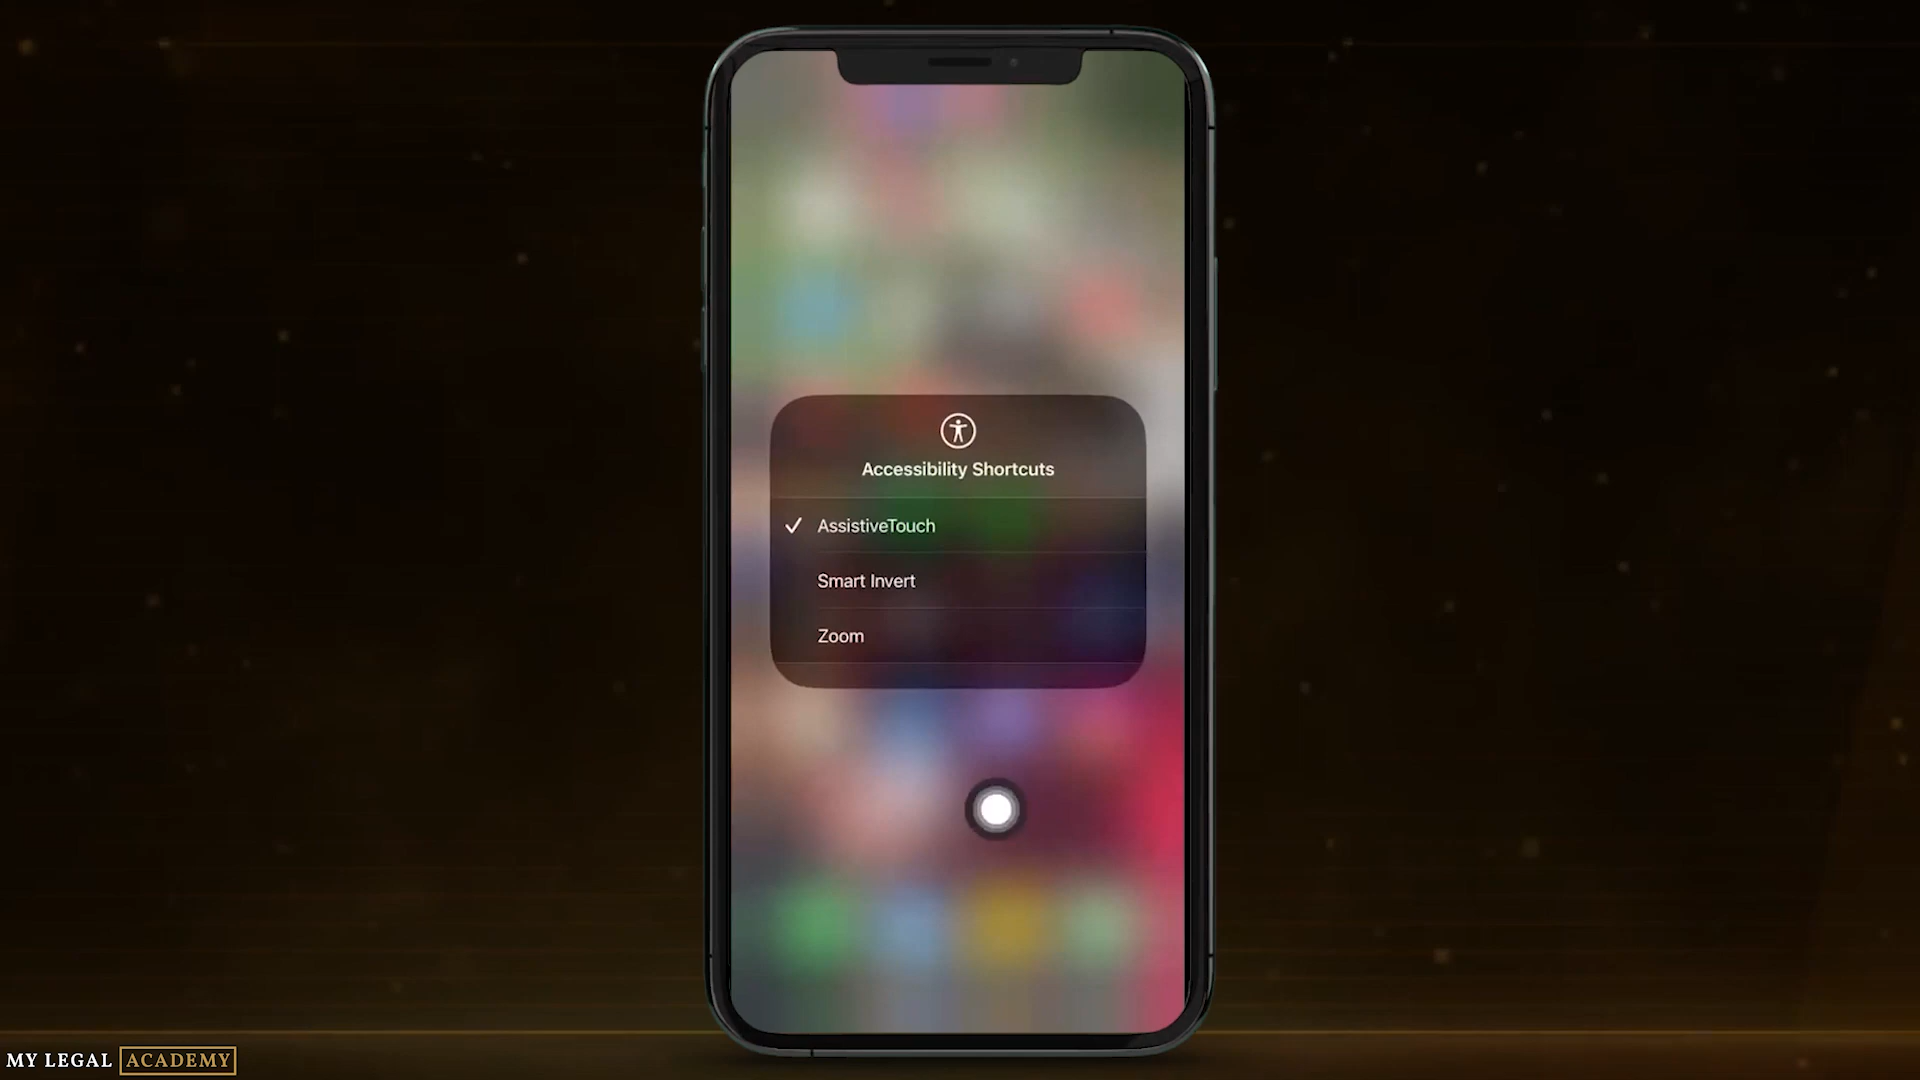 Accessibility Shortcuts
AssistiveTouch
Smart Invert
Zoom
MY LEGAL ACADEMY